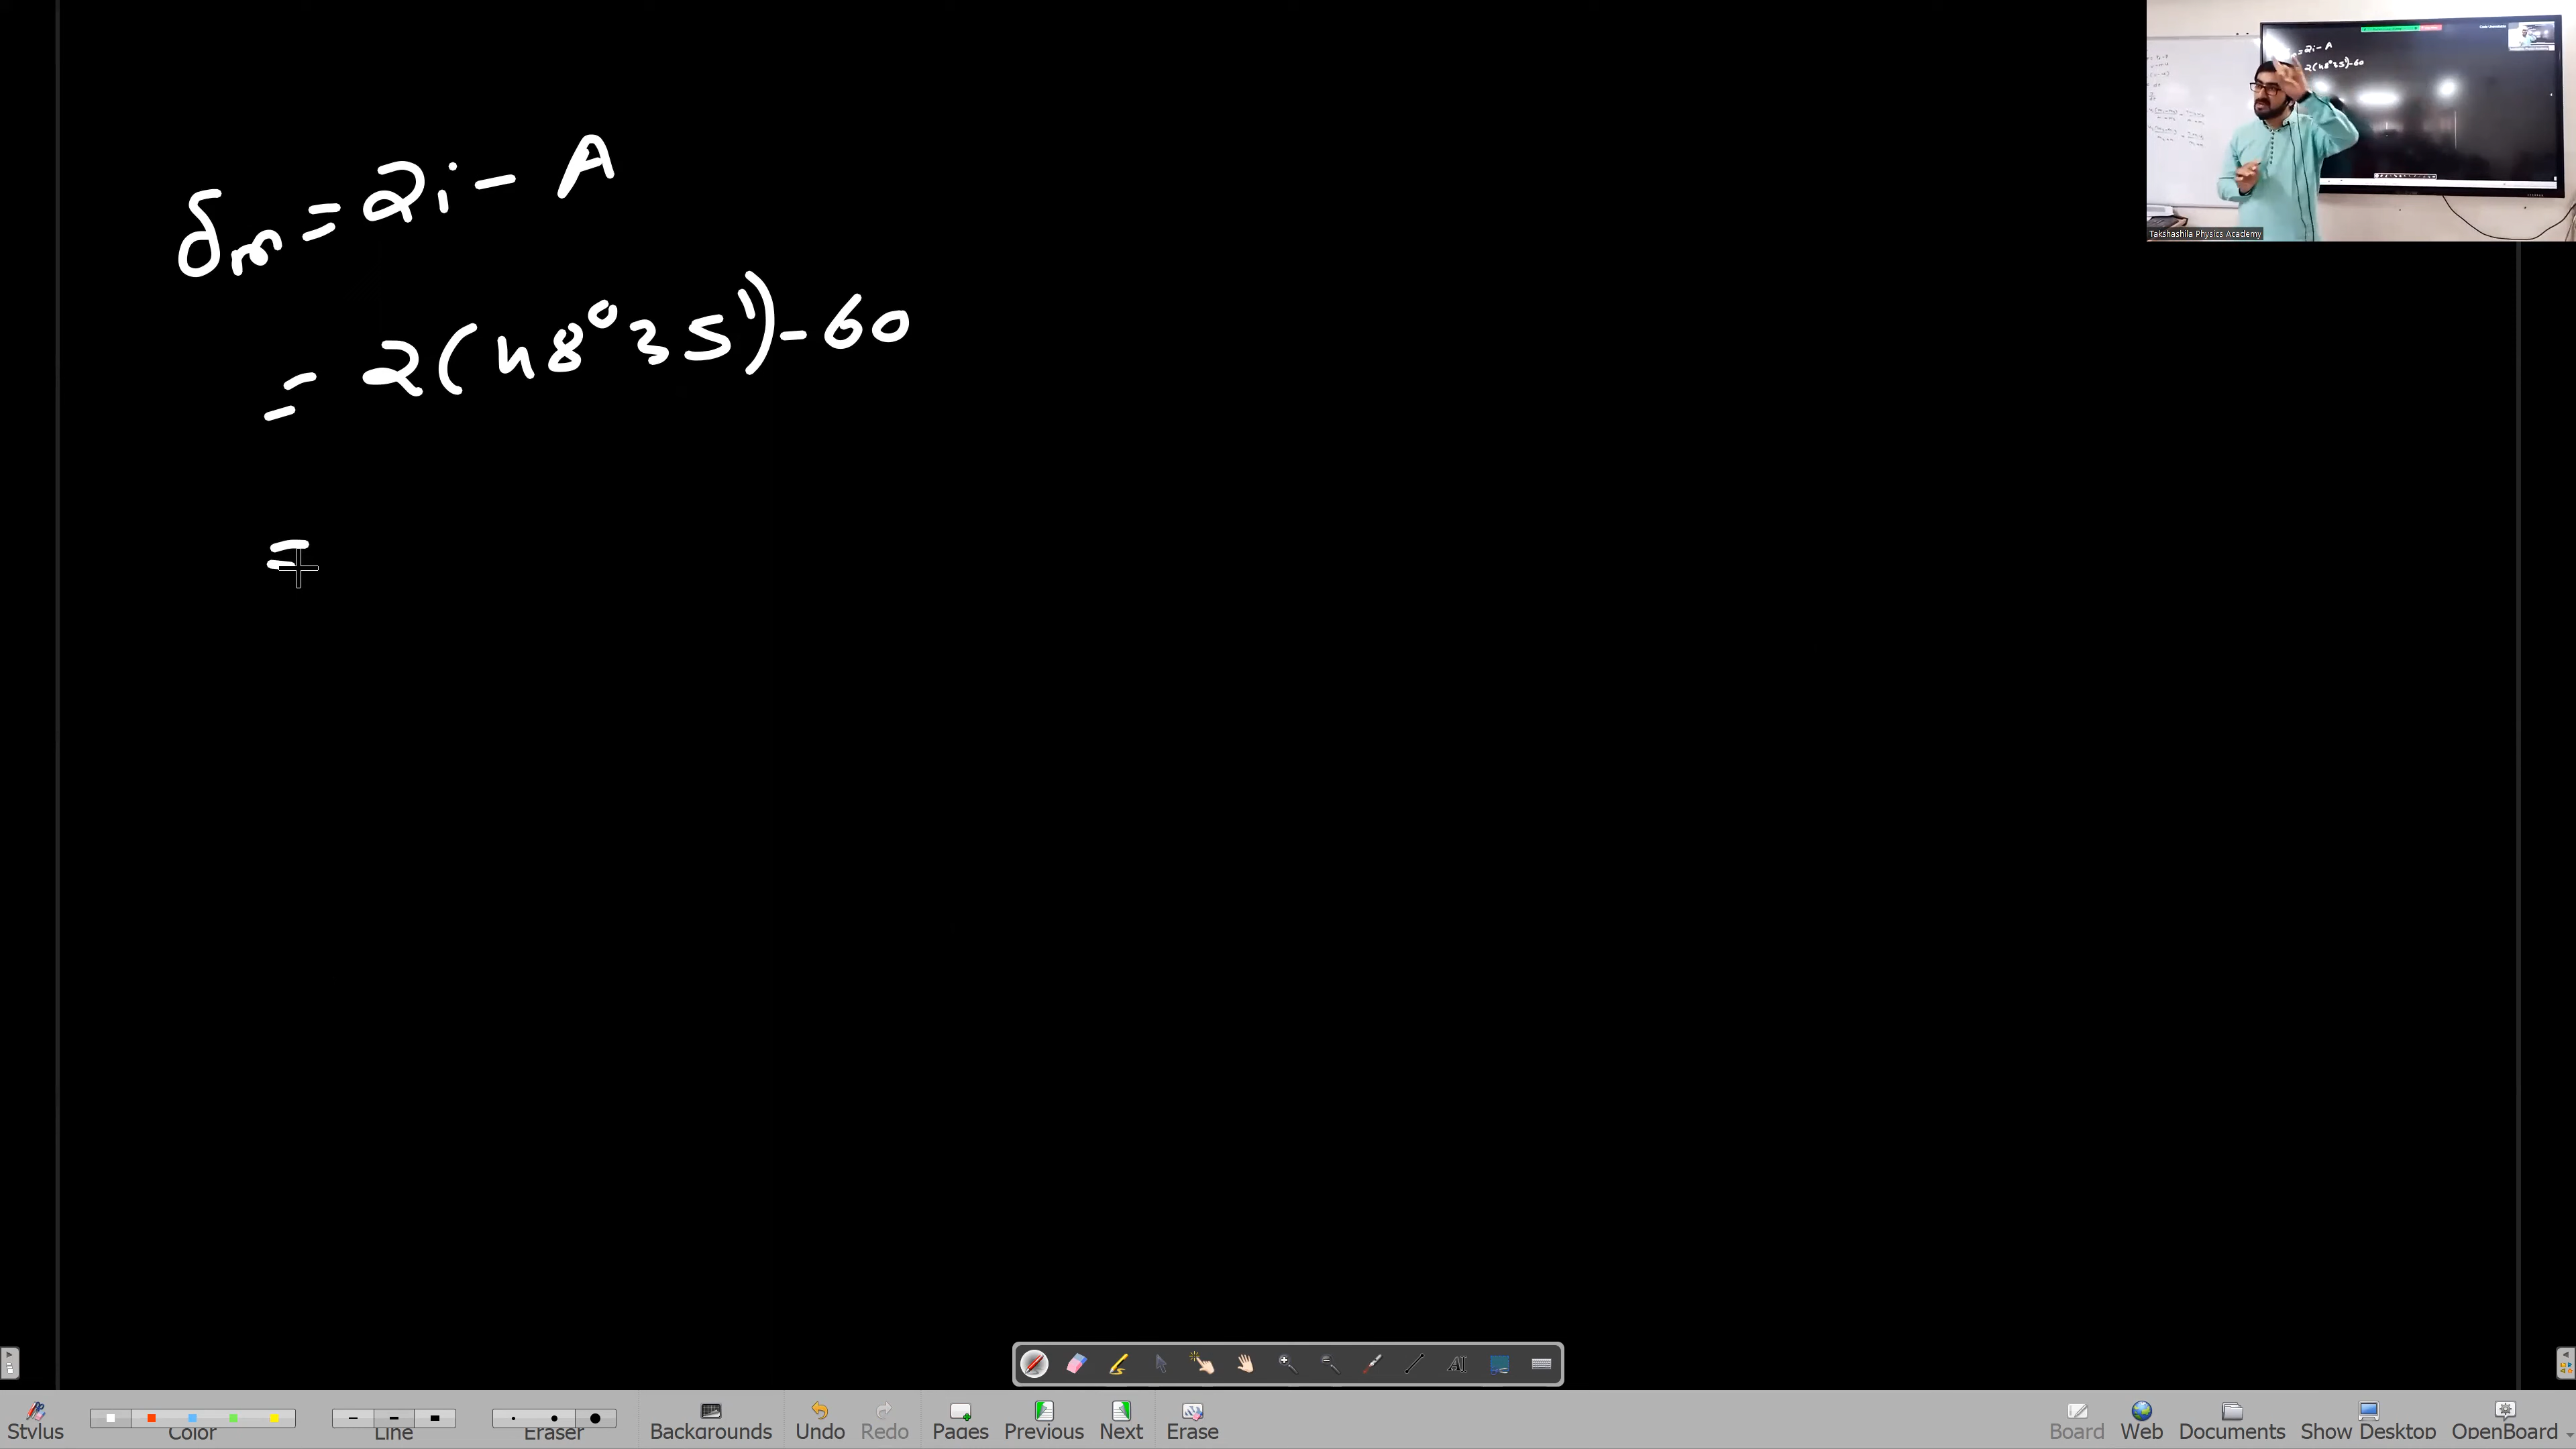 δm = 2i - A
= 2(48°35') - 60
=
Takshashila Physics Academy
Stylus Color Line Eraser Backgrounds Undo Redo Pages Previous Next Erase Board Web Documents Show Desktop OpenBoard